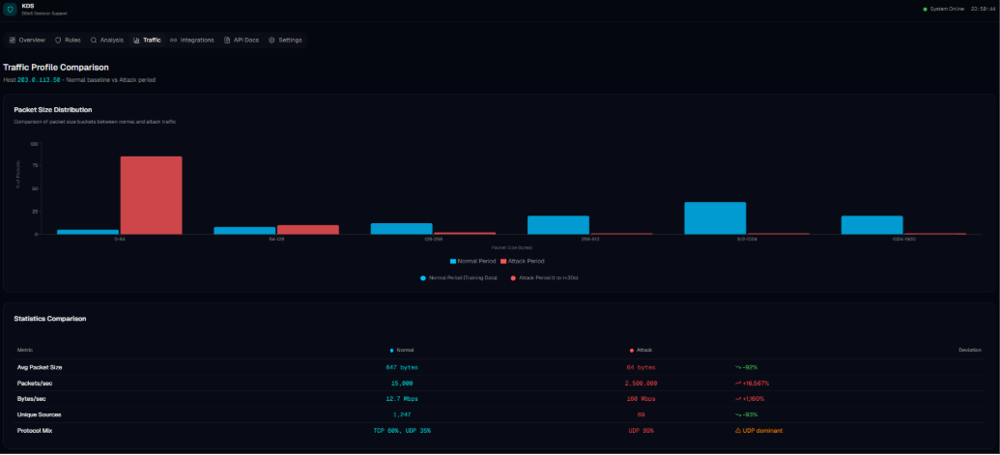 KDS
DDoS Decision Support
System Online 23:50:44
Overview Rules Analysis Traffic Integrations API Docs Settings
Traffic Profile Comparison
Host 203.0.113.50 - Normal baseline vs Attack period
Packet Size Distribution
Comparison of packet size buckets between normal and attack traffic
100
75
50
25
0
% of Packets
0-64 64-128 128-256 256-512 512-1024 1024-1500
Packet Size (bytes)
Normal Period Attack Period
Normal Period (Training Data) Attack Period (t to t+30s)
Statistics Comparison
Metric Normal Attack Deviation
Avg Packet Size 847 bytes 64 bytes -92%
Packets/sec 15,000 2,500,000 +16,567%
Bytes/sec 12.7 Mbps 160 Mbps +1,160%
Unique Sources 1,247 89 -93%
Protocol Mix TCP 60%, UDP 35% UDP 99% UDP dominant